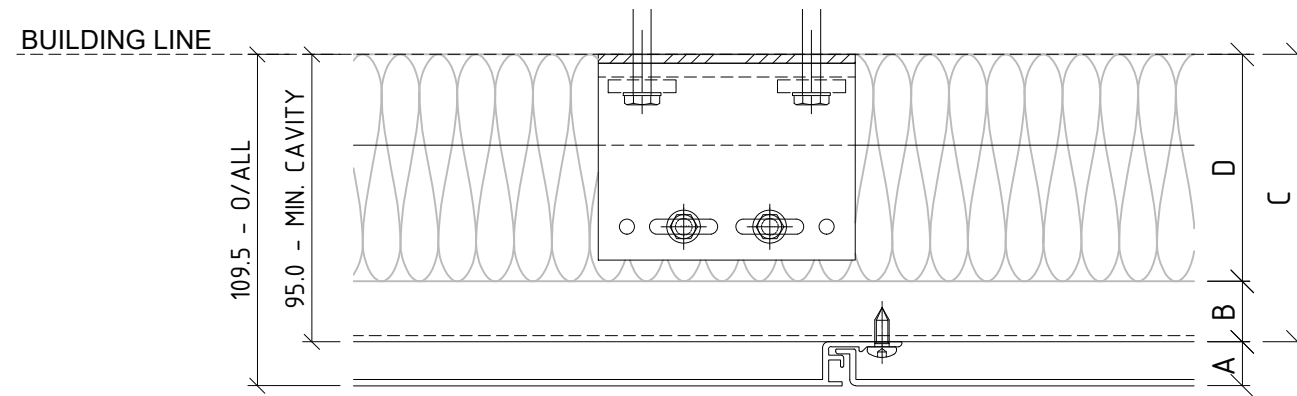 BUILDING LINE
109.5 - O/ALL
95.0 - MIN. CAVITY
D
C
B
A